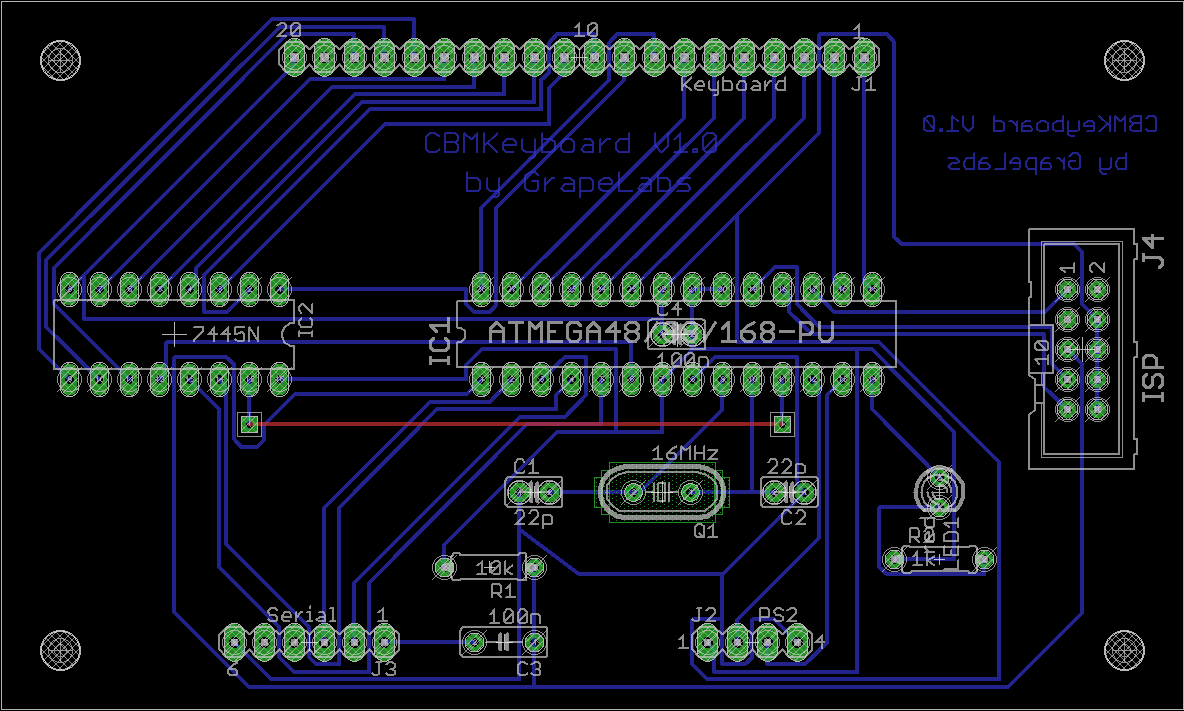 20
10
1
Keyboard
J1
CBMKeyboard V1.0
by GrapeLabs
CBMKeyboard V1.0
by GrapeLabs
J4
1
2
10
ISP
IC2
7445N
IC1
ATMEGA48/88/168-PU
C4
100n
16MHz
C1
22p
22p
C2
Q1
red
LED1
1k
10k
R1
Serial
1
100n
J2
PS2
1
4
6
J3
C3